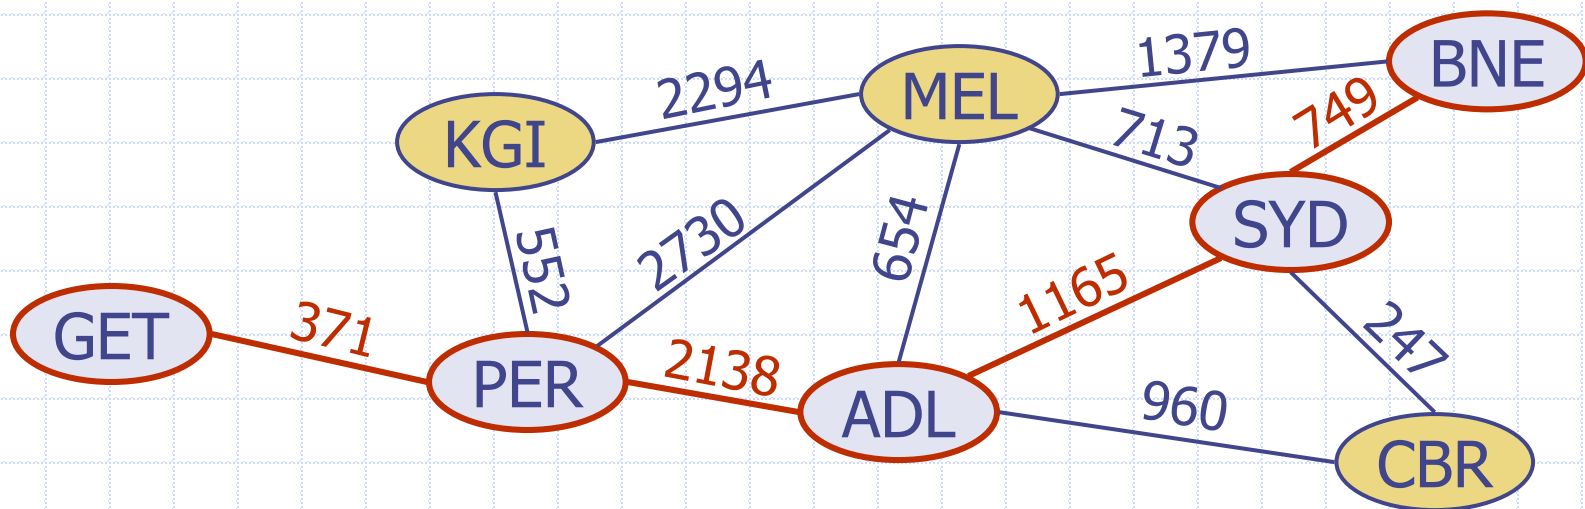 BNE
1379
MEL
2294
749
713
KGI
SYD
654
2730
552
1165
GET
371
247
PER
2138
ADL
960
CBR